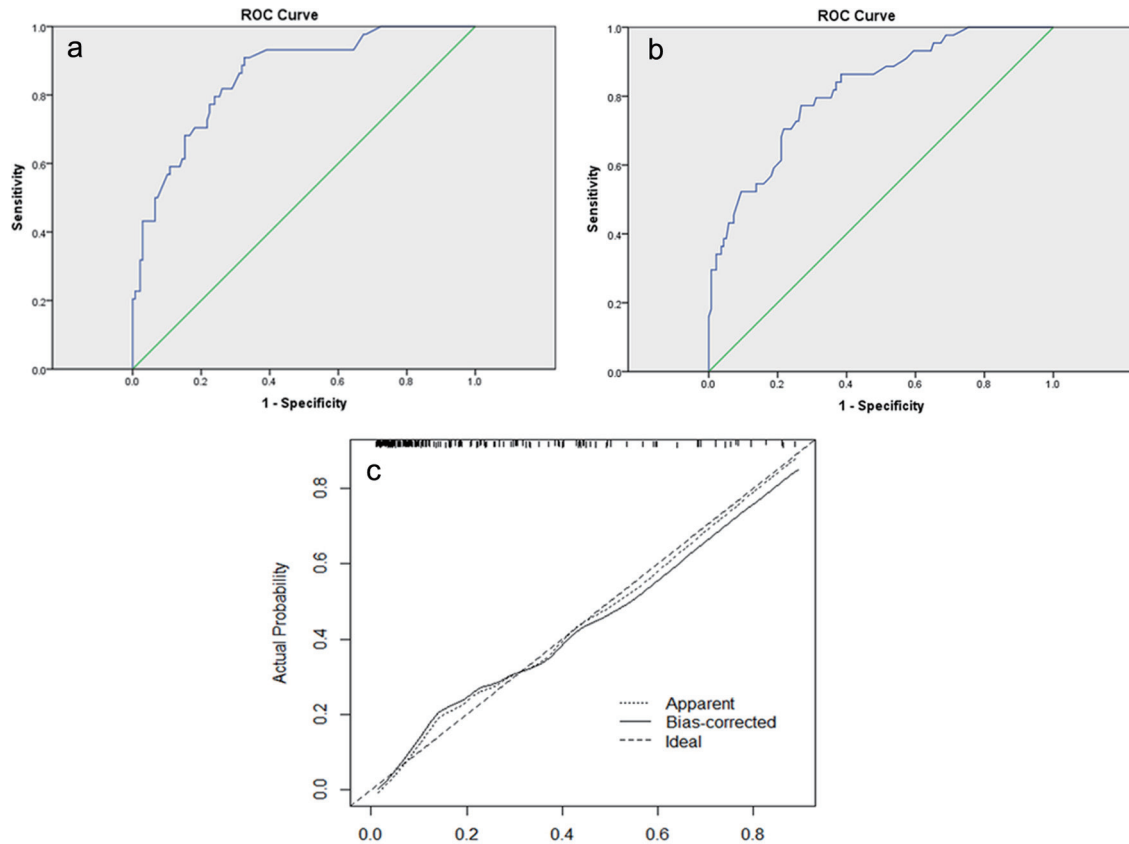 ROC Curve
a
1.0
0.8
0.6
0.4
0.2
0.0
Sensitivity
0.0 0.2 0.4 0.6 0.8 1.0
1 - Specificity
ROC Curve
b
1.0
0.8
0.6
0.4
0.2
0.0
Sensitivity
0.0 0.2 0.4 0.6 0.8 1.0
1 - Specificity
c
0.8
0.6
0.4
0.2
0.0
Actual Probability
Apparent
Bias-corrected
Ideal
0.0 0.2 0.4 0.6 0.8